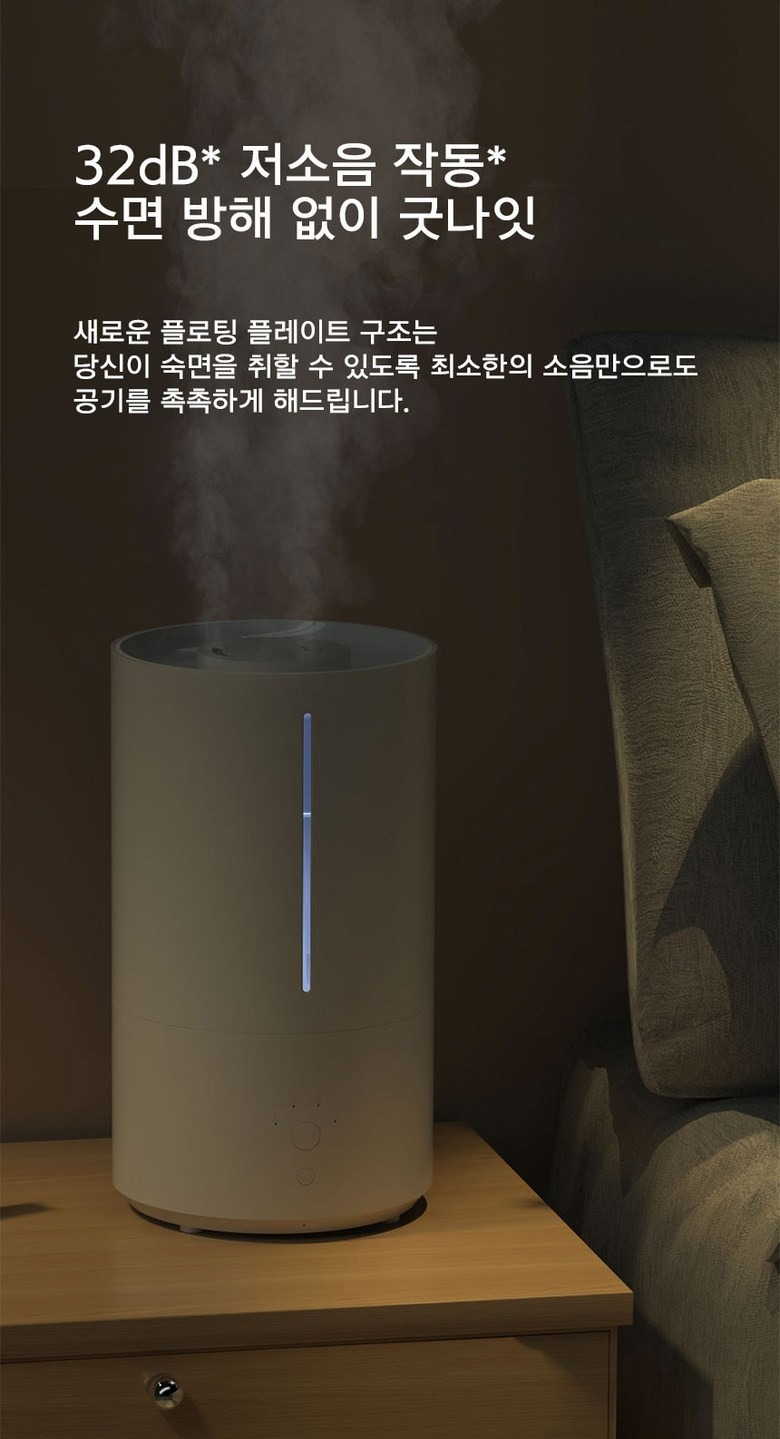 32dB* 저소음 작동*
수면 방해 없이 굿나잇
새로운 플로팅 플레이트 구조는
당신이 숙면을 취할 수 있도록 최소한의 소음만으로도
공기를 촉촉하게 해드립니다.